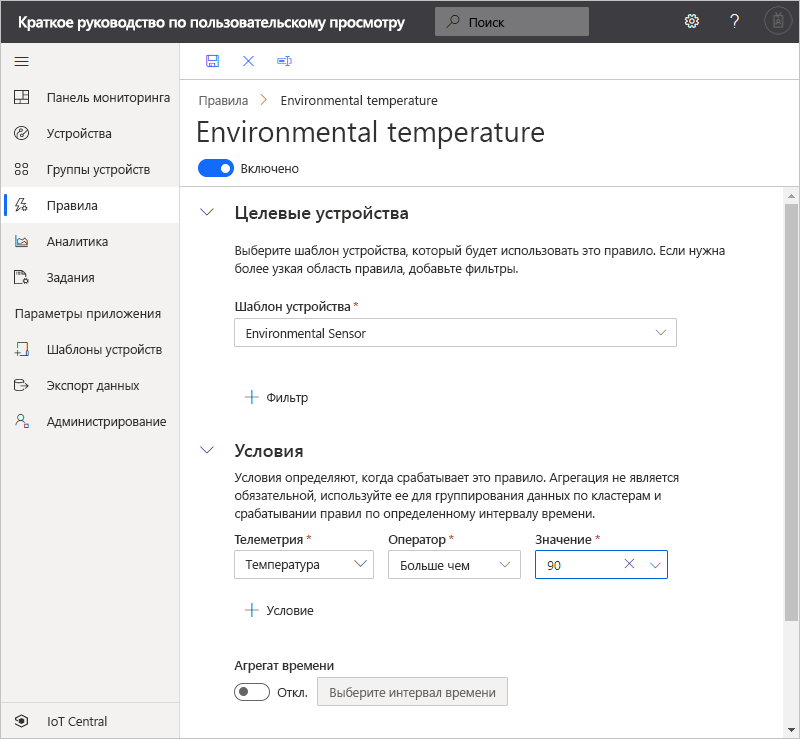 Краткое руководство по пользовательскому просмотру
Поиск
?
Панель мониторинга
Устройства
Группы устройств
Правила
Аналитика
Задания
Параметры приложения
Шаблоны устройств
Экспорт данных
Администрирование
IoT Central
Правила > Environmental temperature
Environmental temperature
Включено
Целевые устройства
Выберите шаблон устройства, который будет использовать это правило. Если нужна
более узкая область правила, добавьте фильтры.
Шаблон устройства *
Environmental Sensor
+ Фильтр
Условия
Условия определяют, когда срабатывает это правило. Агрегация не является
обязательной, используйте ее для группирования данных по кластерам и
срабатывании правил по определенному интервалу времени.
Телеметрия * Оператор * Значение *
Температура Больше чем 90
+ Условие
Агрегат времени
Откл. Выберите интервал времени